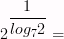 2^{\frac{1}{log_7 2}} =